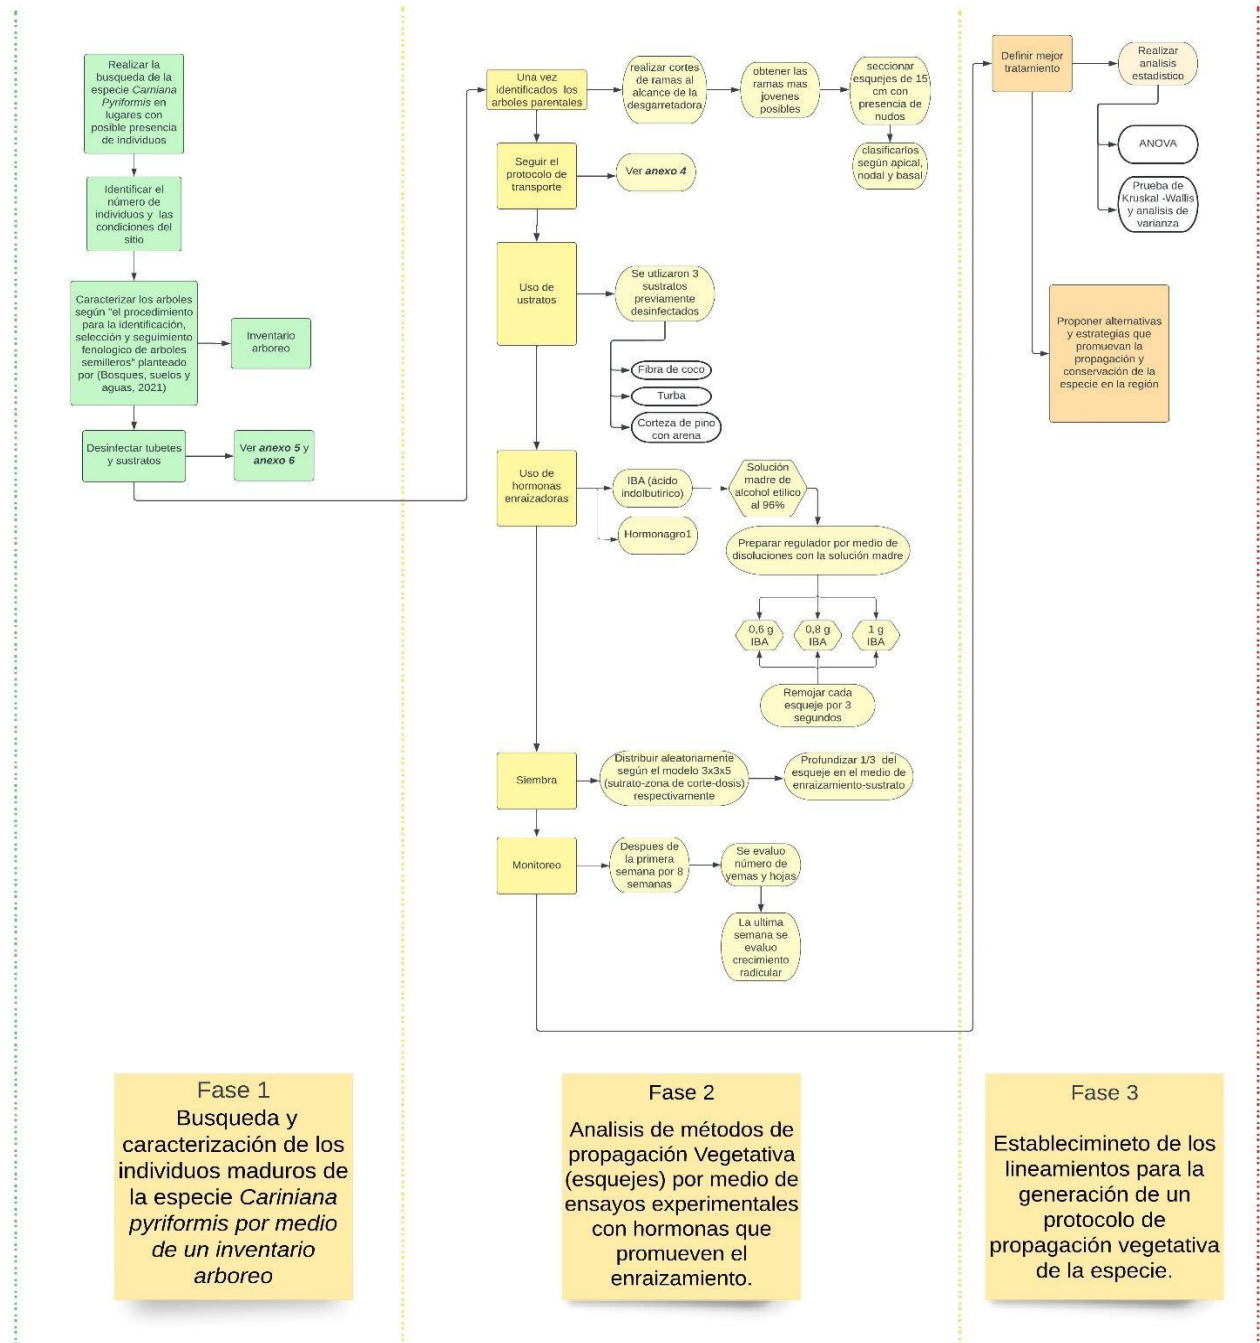 Realizar la
busqueda de la
especie Carniana
Pyriformis en
lugares con
posible presencia
de individuos
Identificar el
número de
individuos y las
condiciones del
sitio
Caracterizar los arboles
según "el procedimiento
para la identificación,
selección y seguimiento
fenologico de arboles
semilleros" planteado
por (Bosques, suelos y
aguas, 2021)
Inventario
arboreo
Desinfectar tubetes
y sustratos
Ver anexo 5 y
anexo 6
Una vez
identificados los
arboles parentales
realizar cortes
de ramas al
alcance de la
desgarretadora
obtener las
ramas mas
jovenes
posibles
seccionar
esquejes de 15
cm con
presencia de
nudos
clasificarlos
según apical,
nodal y basal
Seguir el
protocolo de
transporte
Ver anexo 4
Uso de
ustratos
Se utlizaron 3
sustratos
previamente
desinfectados
Fibra de coco
Turba
Corteza de pino
con arena
Uso de
hormonas
enraizadoras
IBA (ácido
indolbutirico)
Solución
madre de
alcohol etilico
al 96%
Hormonagro1
Preparar regulador por medio de
disoluciones con la solución madre
0,6 g
IBA
0,8 g
IBA
1 g
IBA
Remojar cada
esqueje por 3
segundos
Siembra
Distribuir aleatoriamente
según el modelo 3x3x5
(sutrato-zona de corte-dosis)
respectivamente
Profundizar 1/3 del
esqueje en el medio de
enraizamiento-sustrato
Monitoreo
Despues de
la primera
semana por 8
semanas
Se evaluo
número de
yemas y hojas
La ultima
semana se
evaluo
crecimiento
radicular
Definir mejor
tratamiento
Realizar
analisis
estadistico
ANOVA
Prueba de
Kruskal -Wallis
y analisis de
varianza
Proponer alternativas
y estrategias que
promuevan la
propagación y
conservación de la
especie en la región
Fase 1
Busqueda y
caracterización de los
individuos maduros de
la especie Cariniana
pyriformis por medio
de un inventario
arboreo
Fase 2
Analisis de métodos de
propagación Vegetativa
(esquejes) por medio de
ensayos experimentales
con hormonas que
promueven el
enraizamiento.
Fase 3
Establecimineto de los
lineamientos para la
generación de un
protocolo de
propagación vegetativa
de la especie.